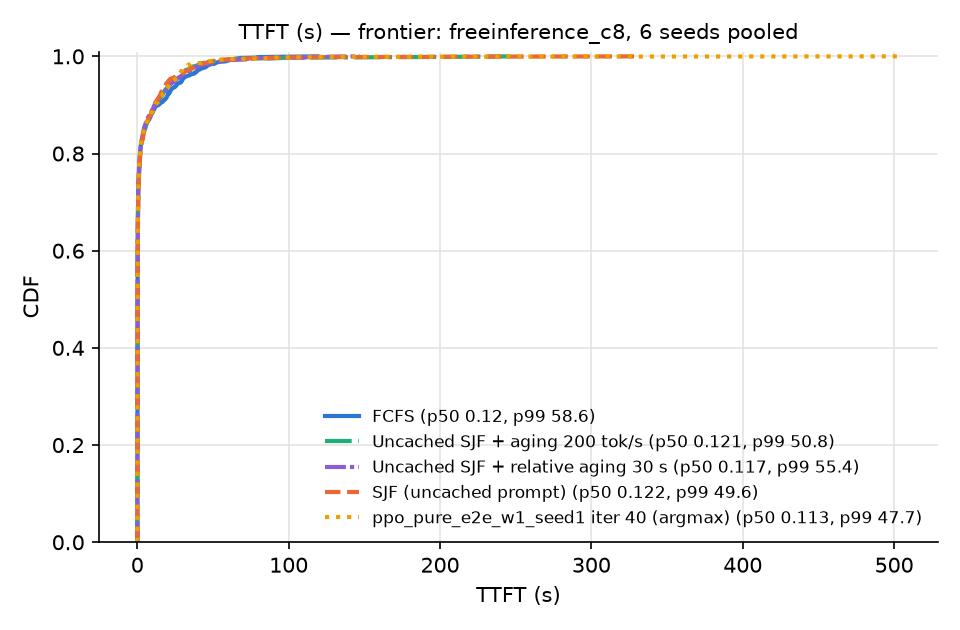 TTFT (s) — frontier: freeinference_c8, 6 seeds pooled
1.0
0.8
0.6
0.4
0.2
0.0
CDF
FCFS (p50 0.12, p99 58.6)
Uncached SJF + aging 200 tok/s (p50 0.121, p99 50.8)
Uncached SJF + relative aging 30 s (p50 0.117, p99 55.4)
SJF (uncached prompt) (p50 0.122, p99 49.6)
ppo_pure_e2e_w1_seed1 iter 40 (argmax) (p50 0.113, p99 47.7)
0 100 200 300 400 500
TTFT (s)